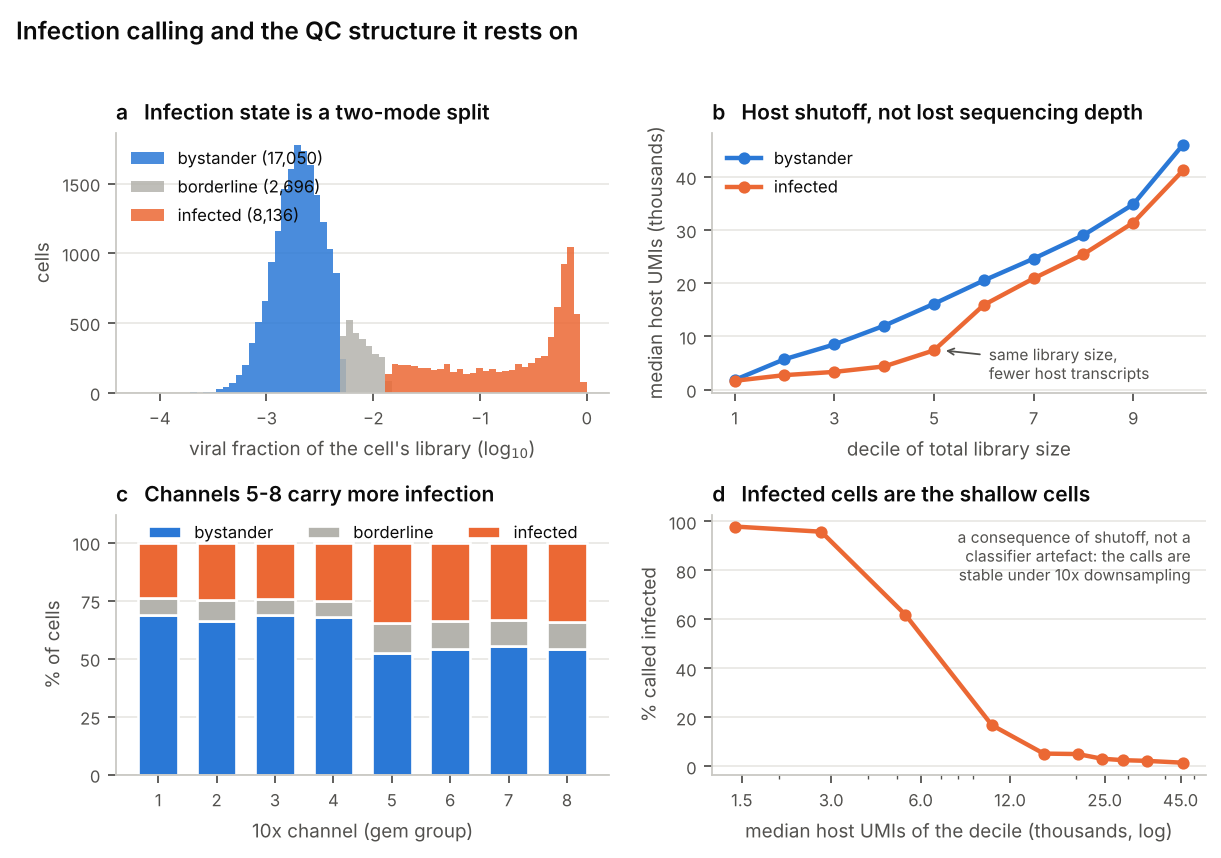 Infection calling and the QC structure it rests on
a Infection state is a two-mode split
bystander (17,050)
borderline (2,696)
infected (8,136)
1500
1000
500
0
cells
−4 −3 −2 −1 0
viral fraction of the cell's library (log₁₀)
b Host shutoff, not lost sequencing depth
bystander
infected
40
30
20
10
0
median host UMIs (thousands)
same library size,
fewer host transcripts
1 3 5 7 9
decile of total library size
c Channels 5-8 carry more infection
bystander borderline infected
100
75
50
25
0
% of cells
1 2 3 4 5 6 7 8
10x channel (gem group)
d Infected cells are the shallow cells
a consequence of shutoff, not a
classifier artefact: the calls are
stable under 10x downsampling
100
80
60
40
20
0
% called infected
1.5 3.0 6.0 12.0 25.0 45.0
median host UMIs of the decile (thousands, log)